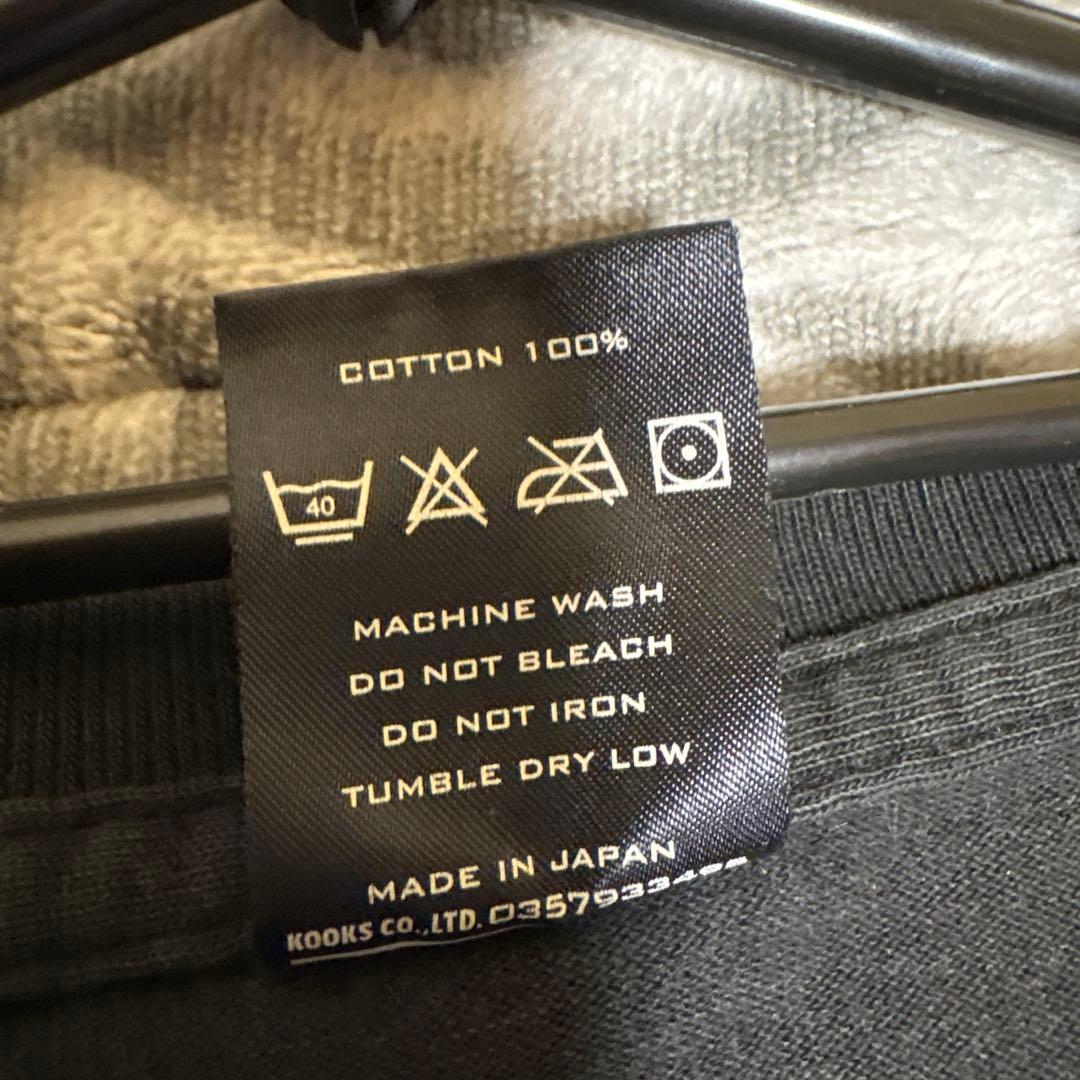 COTTON 100%
40
MACHINE WASH
DO NOT BLEACH
DO NOT IRON
TUMBLE DRY LOW
MADE IN JAPAN
KOOKS CO.,LTD.